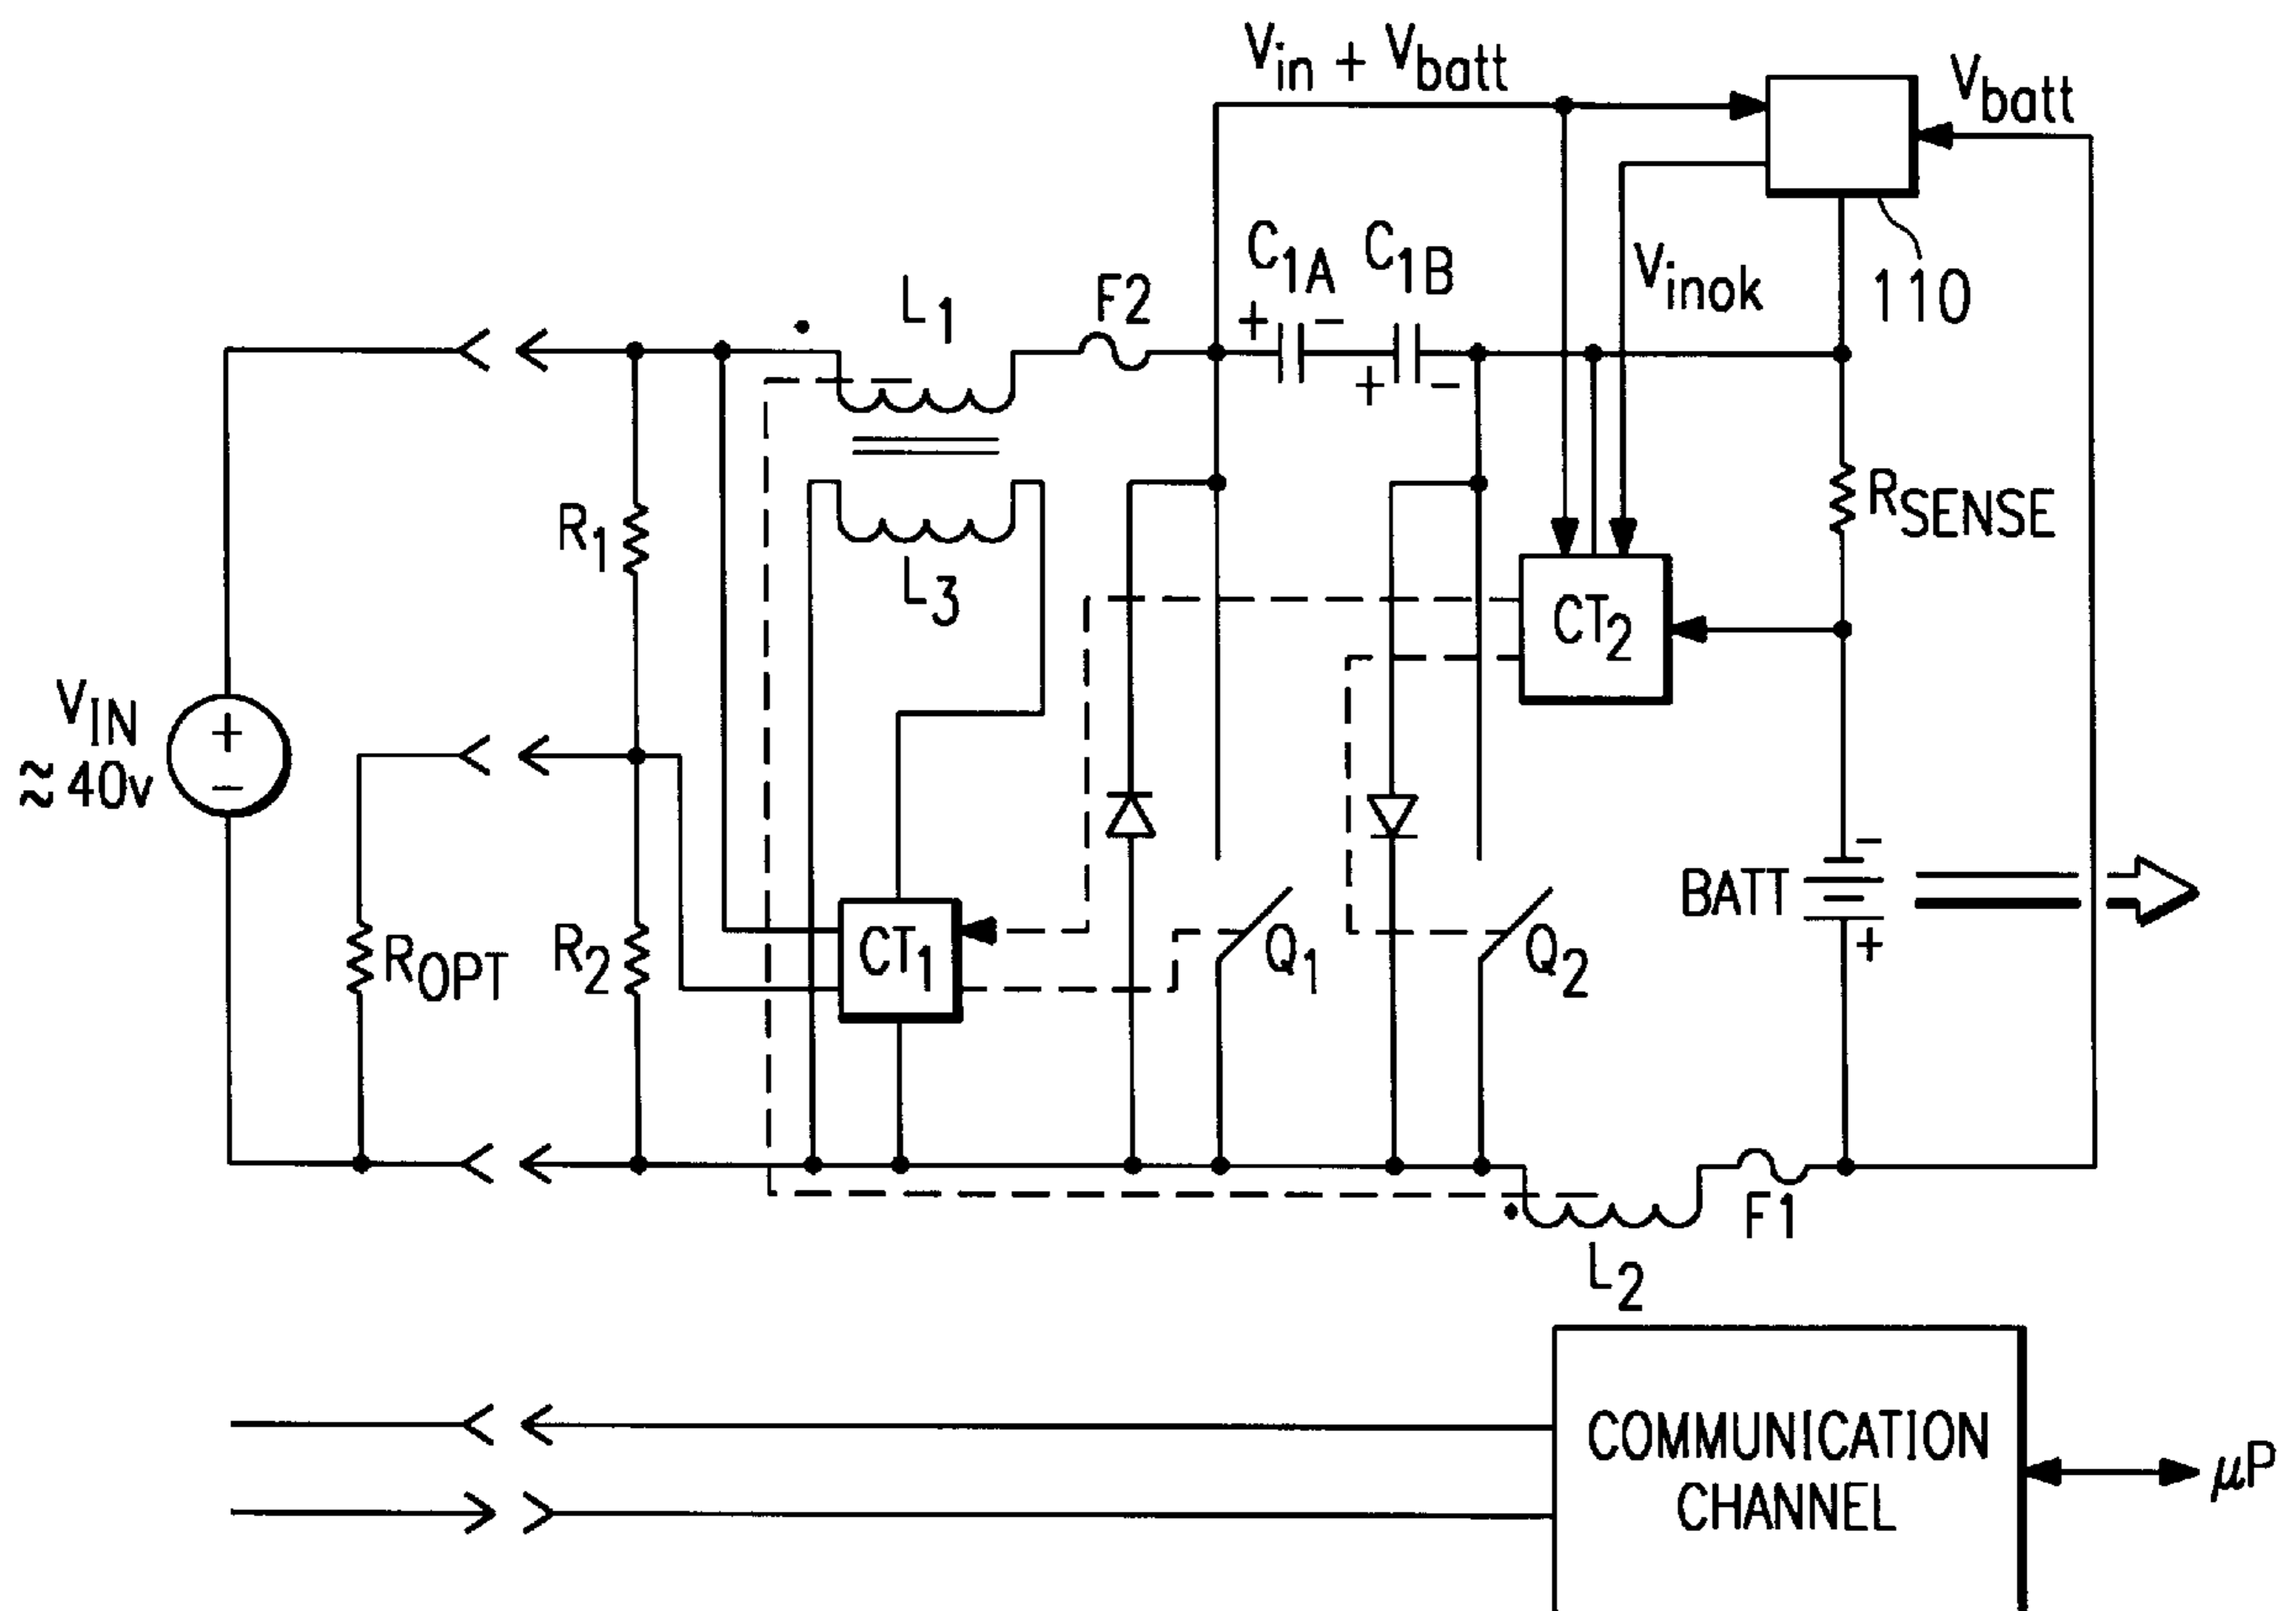 Vin + Vbatt
Vbatt
C1A C1B
Vinok
110
L1
F2
+ -
+ -
R1
L3
RSENSE
CT2
VIN
≈ 40v
+
-
ROPT
R2
CT1
Q1
Q2
BATT
-
+
F1
L2
COMMUNICATION
CHANNEL
μP